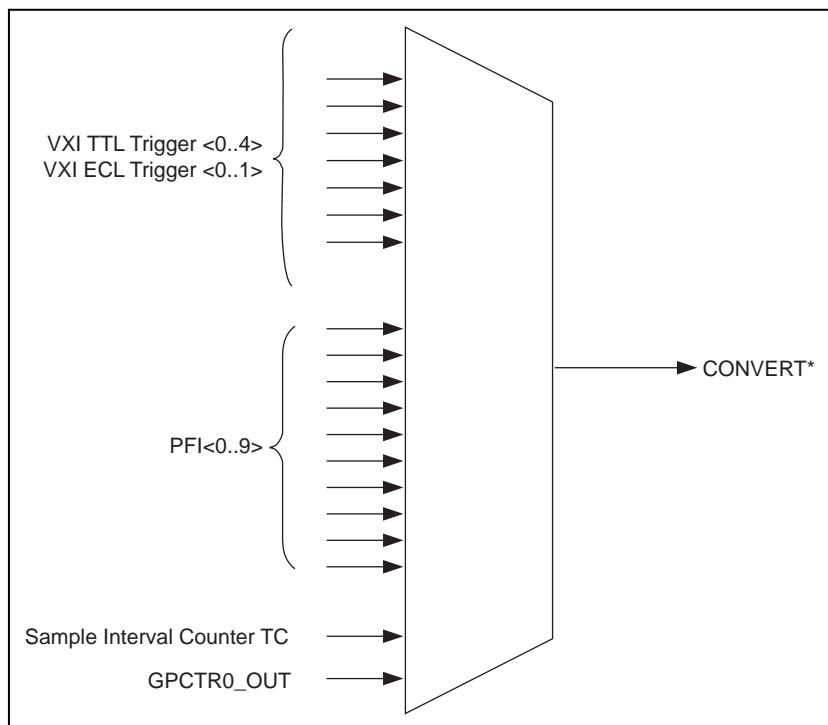 VXI TTL Trigger <0..4>
VXI ECL Trigger <0..1>
PFI<0..9>
CONVERT*
Sample Interval Counter TC
GPCTR0_OUT